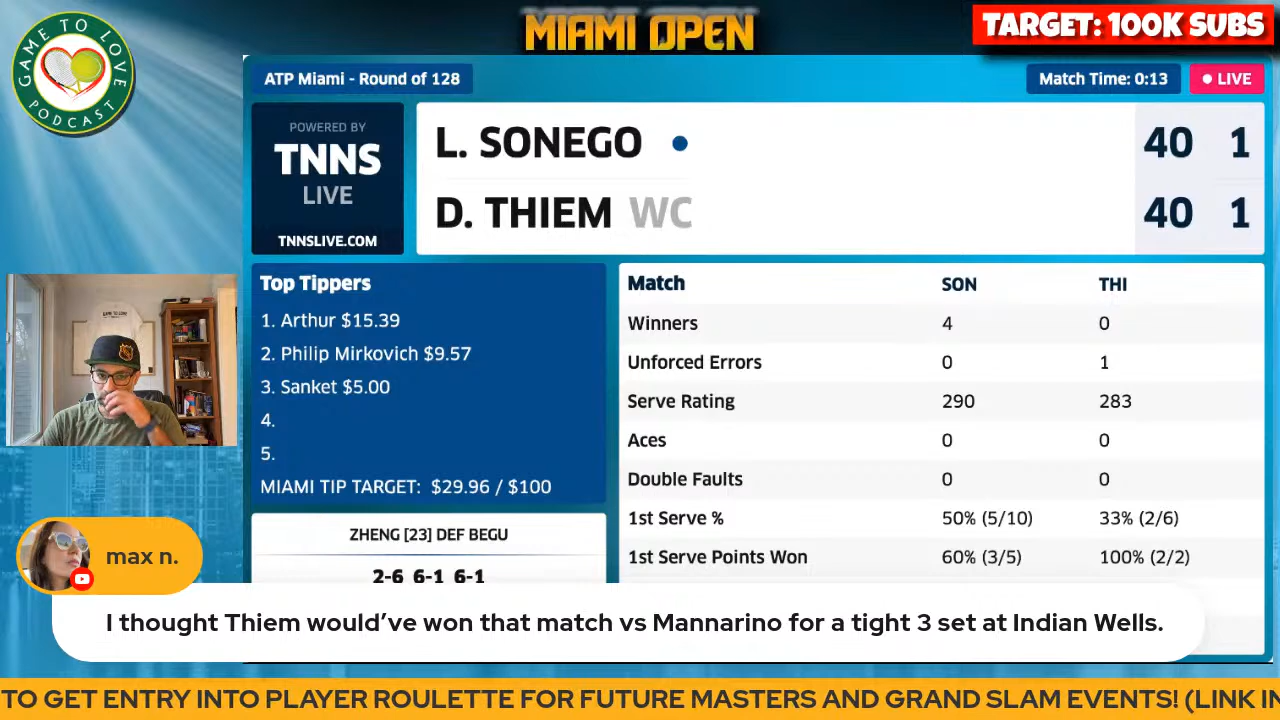 GAME TO LOVE
PODCAST
MIAMI OPEN
TARGET: 100K SUBS
ATP Miami - Round of 128
Match Time: 0:13
LIVE
POWERED BY
TNNS
LIVE
TNNSLIVE.COM
L. SONEGO 40 1
D. THIEM WC 40 1
Top Tippers
1. Arthur $15.39
2. Philip Mirkovich $9.57
3. Sanket $5.00
4.
5.
MIAMI TIP TARGET: $29.96 / $100
ZHENG [23] DEF BEGU
2-6 6-1 6-1
Match SON THI
Winners 4 0
Unforced Errors 0 1
Serve Rating 290 283
Aces 0 0
Double Faults 0 0
1st Serve % 50% (5/10) 33% (2/6)
1st Serve Points Won 60% (3/5) 100% (2/2)
max n.
I thought Thiem would’ve won that match vs Mannarino for a tight 3 set at Indian Wells.
TO GET ENTRY INTO PLAYER ROULETTE FOR FUTURE MASTERS AND GRAND SLAM EVENTS! (LINK IN